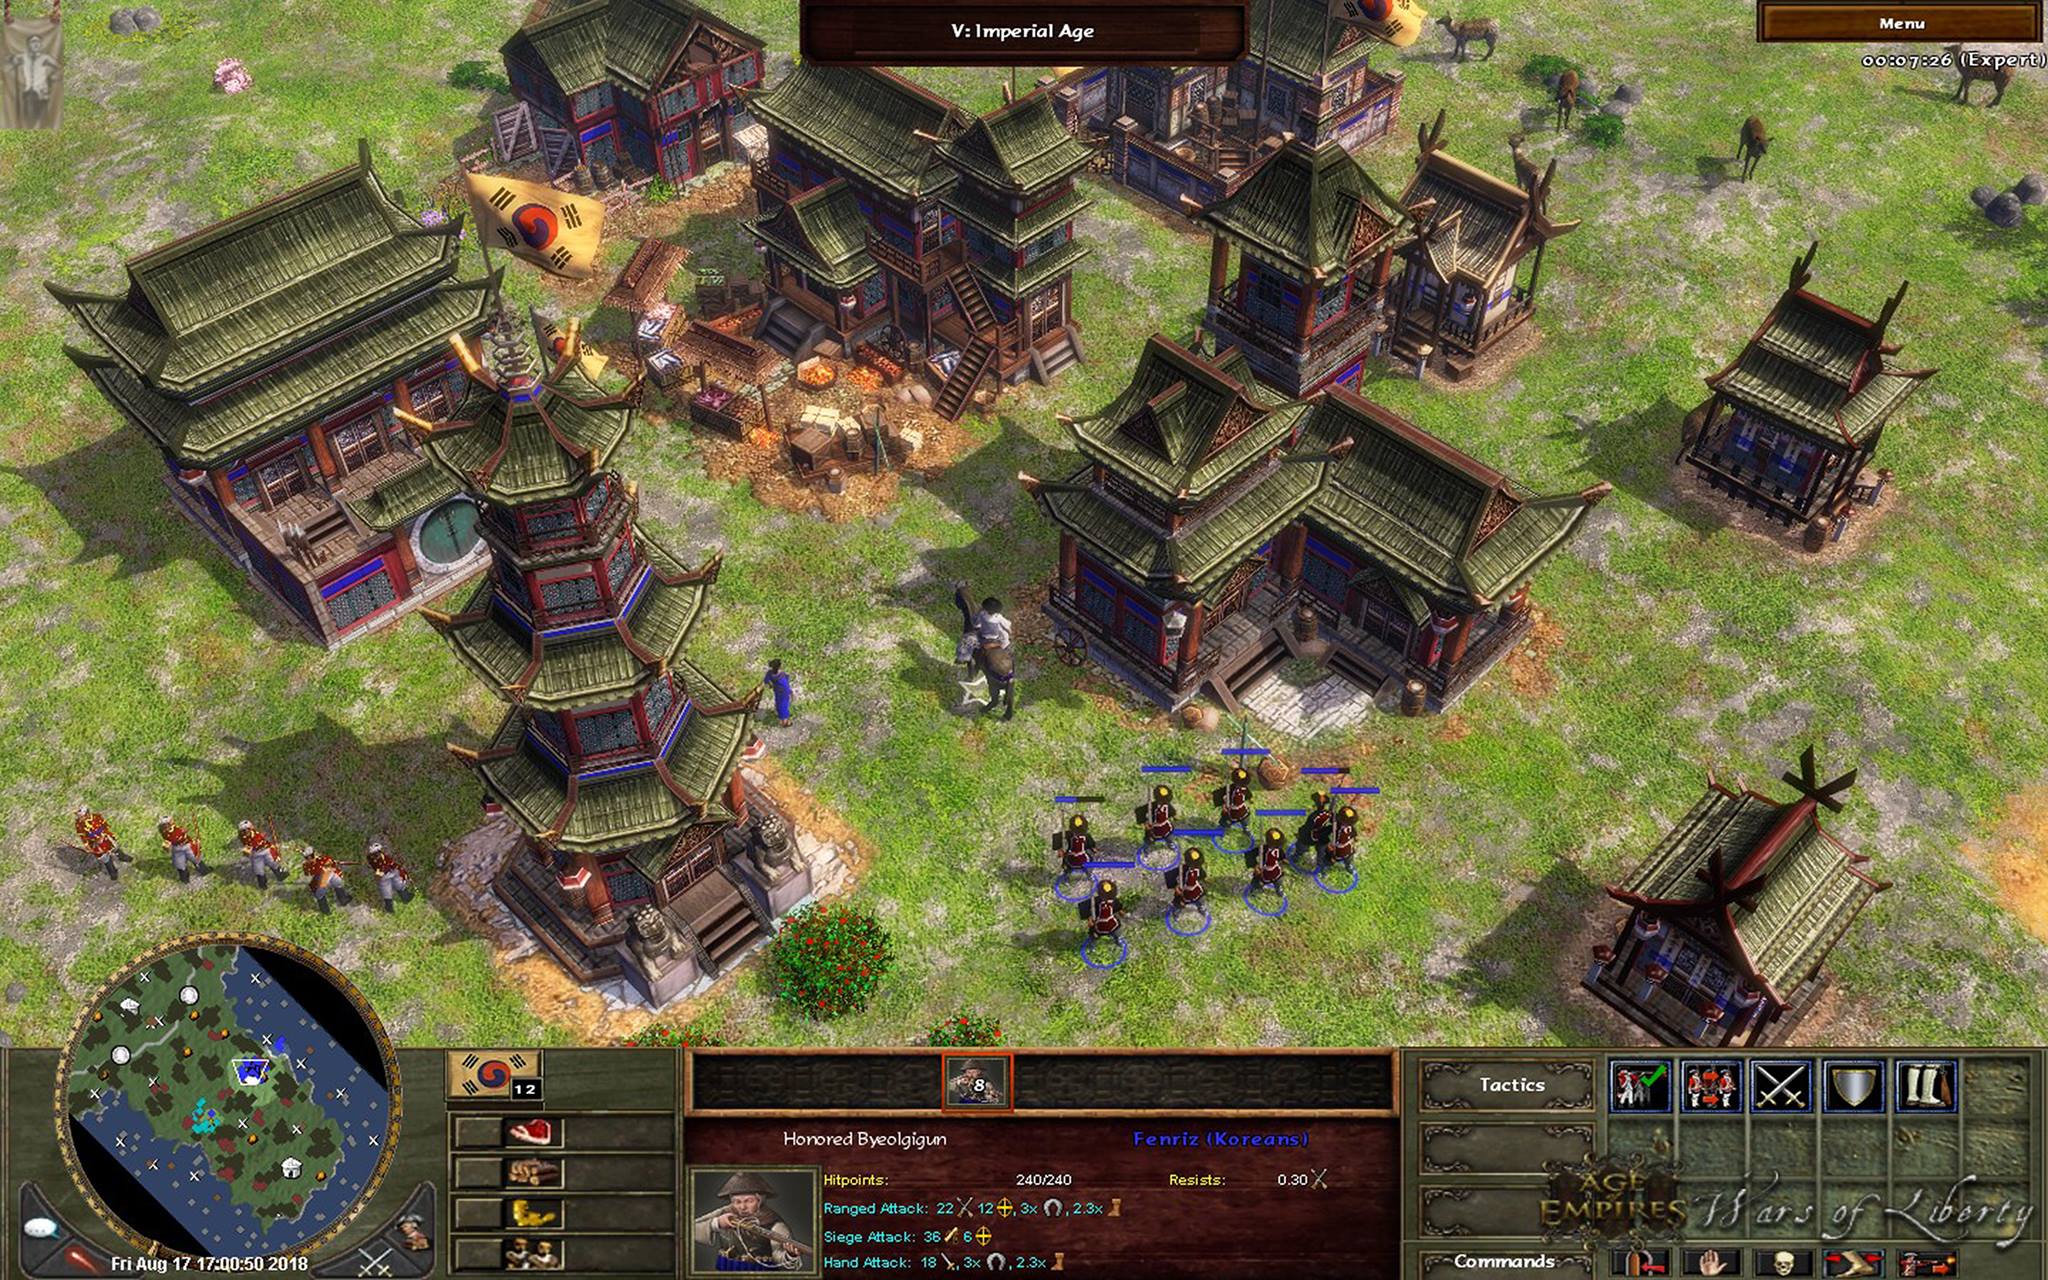 V: Imperial Age
Menu
00:07:26 (Expert)
12
8
Honored Byeolgigun
Fenriz (Koreans)
Hitpoints: 240/240
Resists: 0.30
Ranged Attack: 22 12 , 3x , 2.3x
Siege Attack: 36 6
Hand Attack: 18 , 3x , 2.3x
Tactics
Commands
AGE OF EMPIRES Wars of Liberty
Fri Aug 17 17:00:50 2018